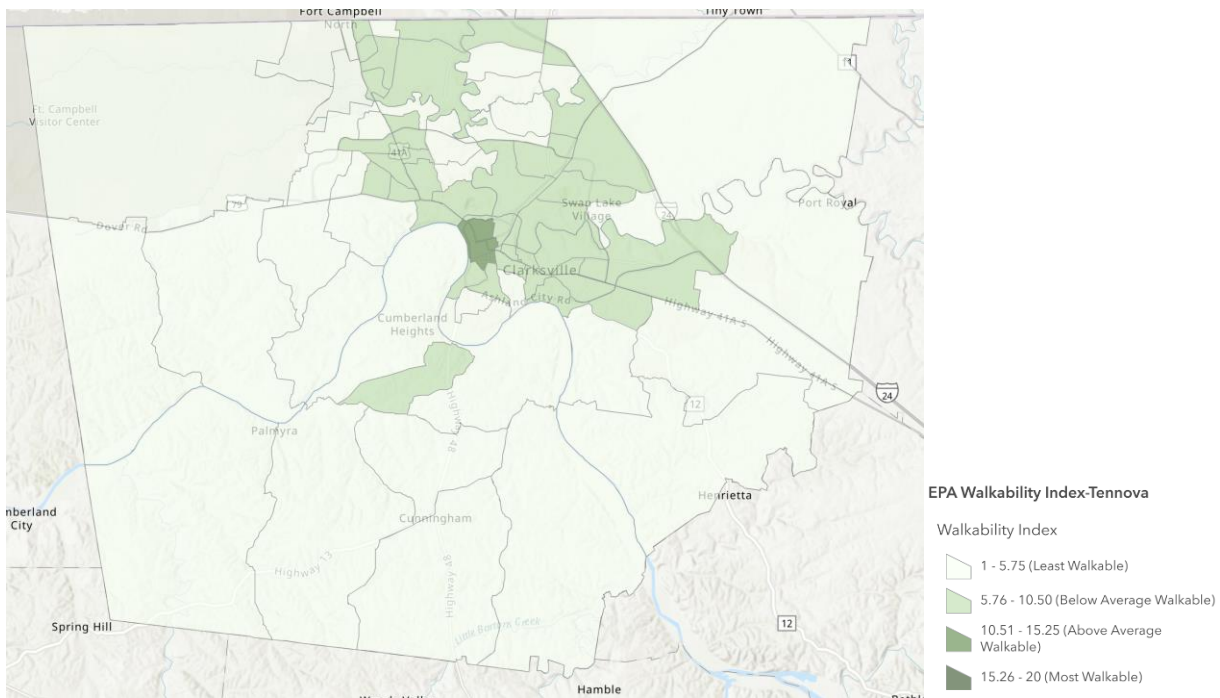 Fort Campbell
North
Tiny Town
11
Ft. Campbell
Visitor Center
41A
79
Dover Rd
Swap Lake
Village
24
Port Royal
Clarksville
Ashland City Rd
Highway 41A S
Cumberland
Heights
Highway 41A S
24
12
Highway 48
Palmyra
Henrietta
mberland
City
Cunningham
Highway 13
Highway 48
Spring Hill
Little Bartons Creek
12
Hamble
EPA Walkability Index-Tennova
Walkability Index
1 - 5.75 (Least Walkable)
5.76 - 10.50 (Below Average Walkable)
10.51 - 15.25 (Above Average
Walkable)
15.26 - 20 (Most Walkable)